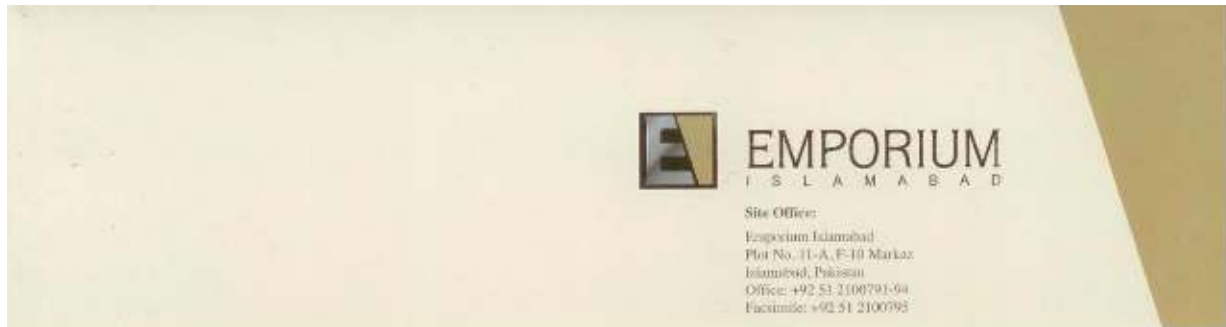 E
EMPORIUM
ISLAMABAD
Site Office:
Emporium Islamabad
Plot No. 11-A, F-10 Markaz
Islamabad, Pakistan
Office: +92 51 2100791-94
Facsimile: +92 51 2100795